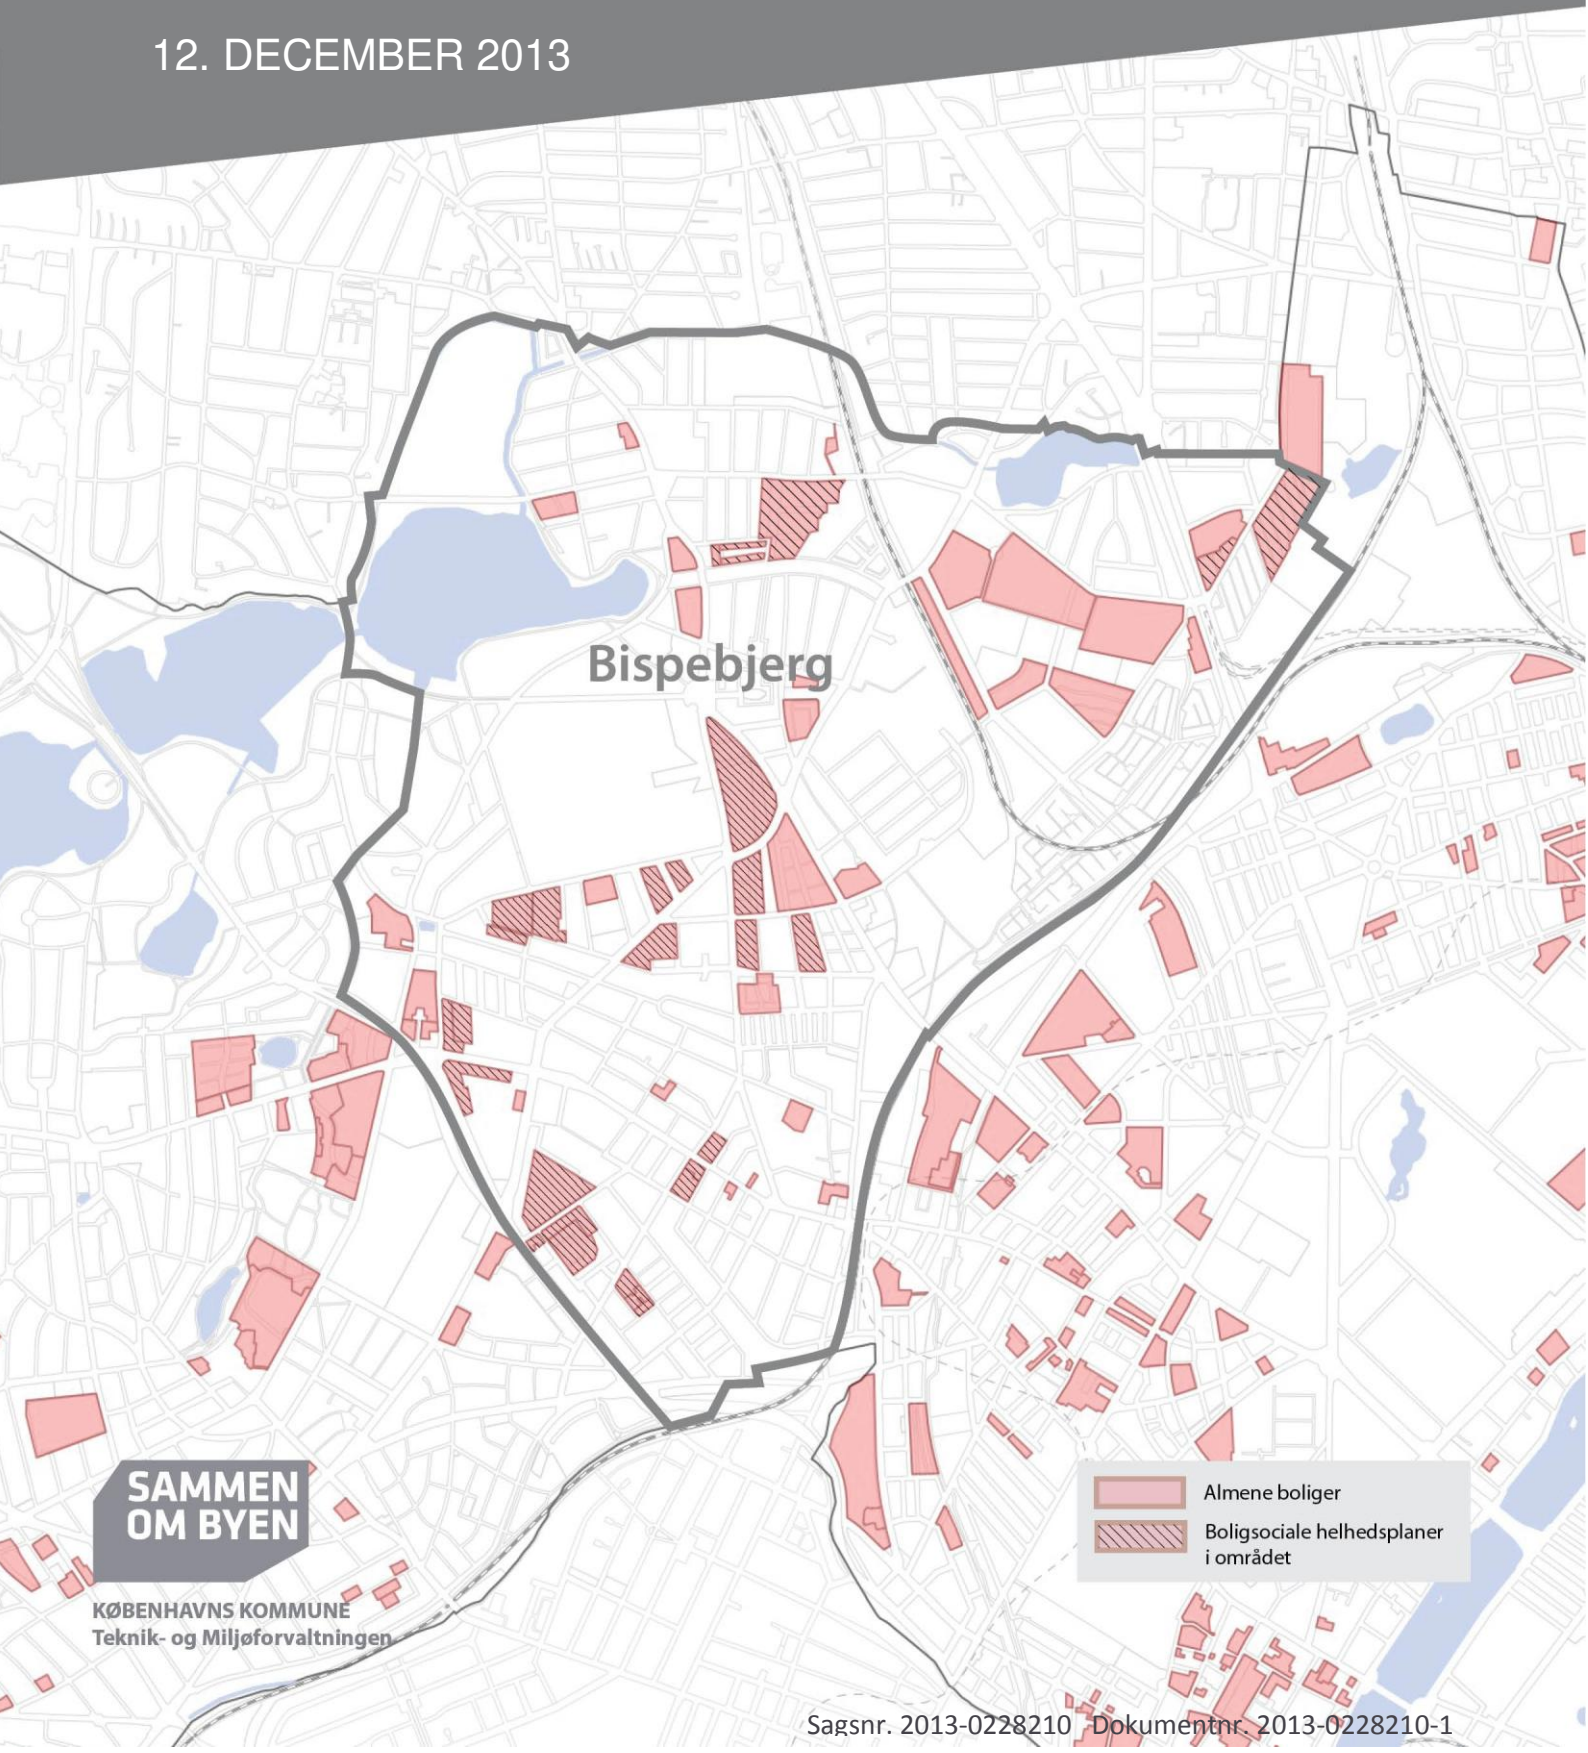 12. DECEMBER 2013
Bispebjerg
SAMMEN
OM BYEN
KØBENHAVNS KOMMUNE
Teknik- og Miljøforvaltningen
Almene boliger
Boligsociale helhedsplaner
i området
Sagsnr. 2013-0228210 Dokumentnr. 2013-0228210-1